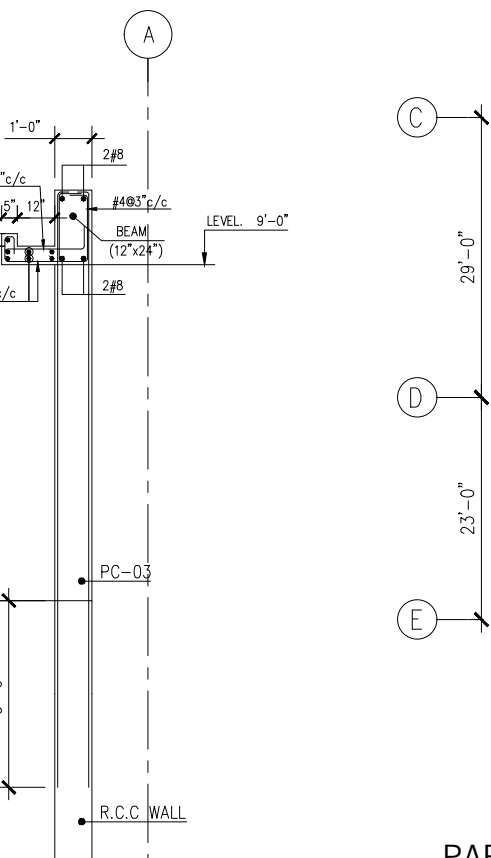 A
C
1'-0"
2#8
"c/c
#4@3"c/c
5"
12"
LEVEL. 9'-0"
BEAM
(12"x24")
29'-0"
c/c
2#8
D
23'-0"
PC-03
E
R.C.C WALL